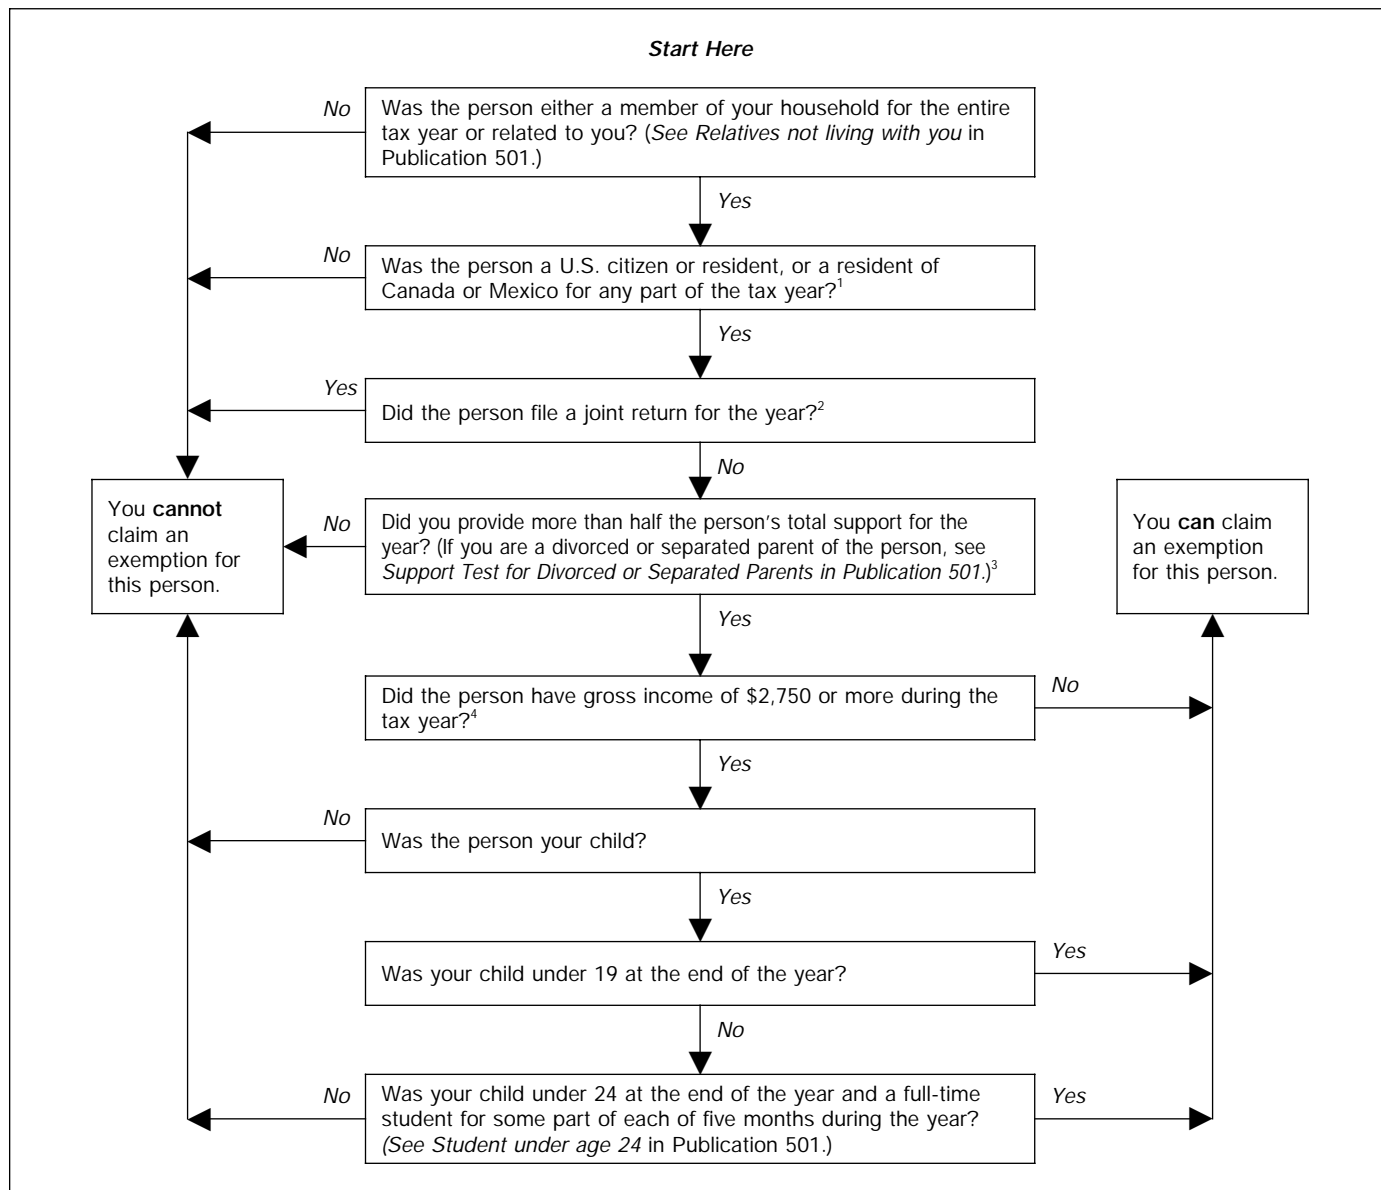 Start Here
No
Was the person either a member of your household for the entire
tax year or related to you? (See Relatives not living with you in
Publication 501.)
Yes
No
Was the person a U.S. citizen or resident, or a resident of
Canada or Mexico for any part of the tax year?1
Yes
Yes
Did the person file a joint return for the year?2
No
You cannot
claim an
exemption for
this person.
No
Did you provide more than half the person's total support for the
year? (If you are a divorced or separated parent of the person, see
Support Test for Divorced or Separated Parents in Publication 501.)3
You can claim
an exemption
for this person.
Yes
Did the person have gross income of $2,750 or more during the
tax year?4
No
Yes
No
Was the person your child?
Yes
Was your child under 19 at the end of the year?
Yes
No
No
Was your child under 24 at the end of the year and a full-time
student for some part of each of five months during the year?
(See Student under age 24 in Publication 501.)
Yes